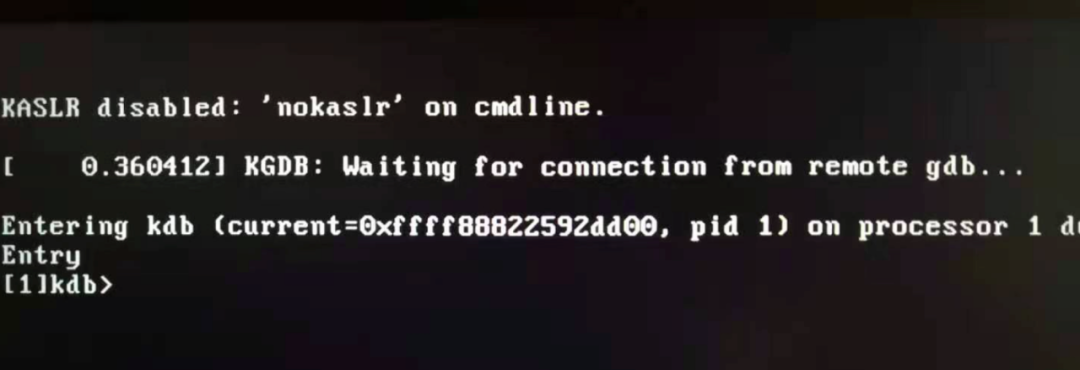 KASLR disabled: 'nokaslr' on cmdline.
[    0.360412] KGDB: Waiting for connection from remote gdb...
Entering kdb (current=0xffff88822592dd00, pid 1) on processor 1
Entry
[1]kdb>